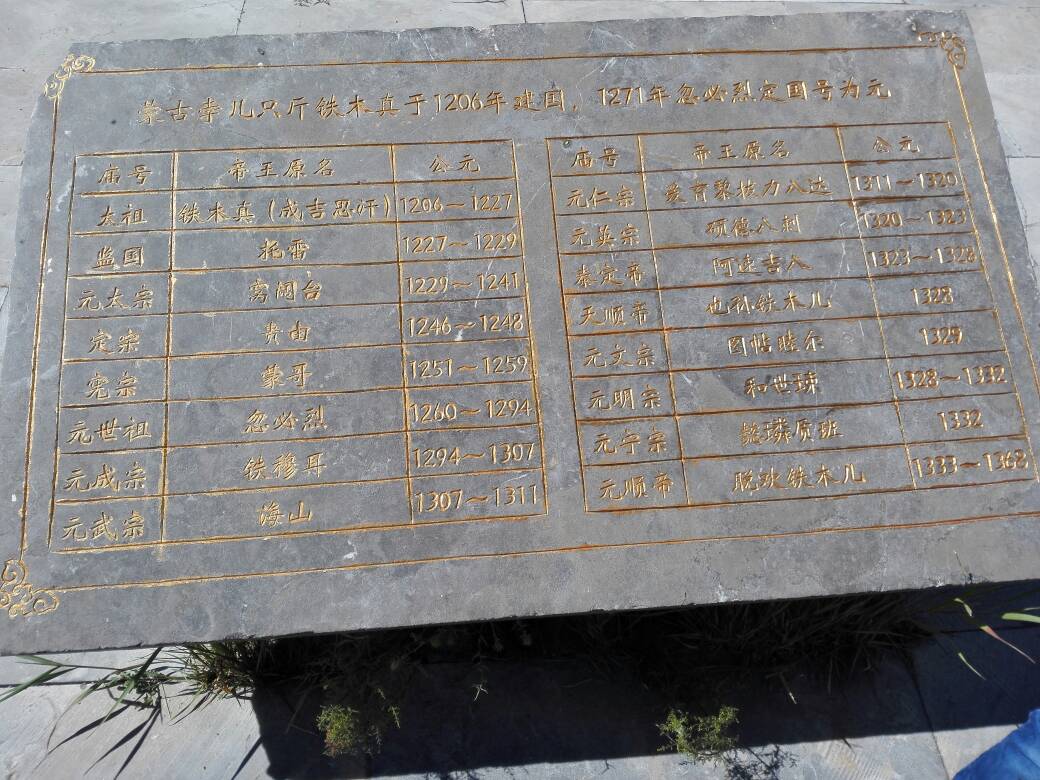 蒙古孛儿只斤铁木真于1206年建国，1271年忽必烈定国号为元
庙号 帝王原名 公元
太祖 铁木真（成吉思汗） 1206～1227
监国 托雷 1227～1229
元太宗 窝阔台 1229～1241
定宗 贵由 1246～1248
宪宗 蒙哥 1251～1259
元世祖 忽必烈 1260～1294
元成宗 铁穆耳 1294～1307
元武宗 海山 1307～1311
庙号 帝王原名 公元
元仁宗 爱育黎拔力八达 1311～1320
元英宗 硕德八剌 1320～1323
泰定帝 阿速吉八 1323～1328
天顺帝 也孙铁木儿 1328
元文宗 图帖睦尔 1329
元明宗 和世㻋 1328～1332
元宁宗 懿璘质班 1332
元顺帝 脱欢铁木儿 1333～1368